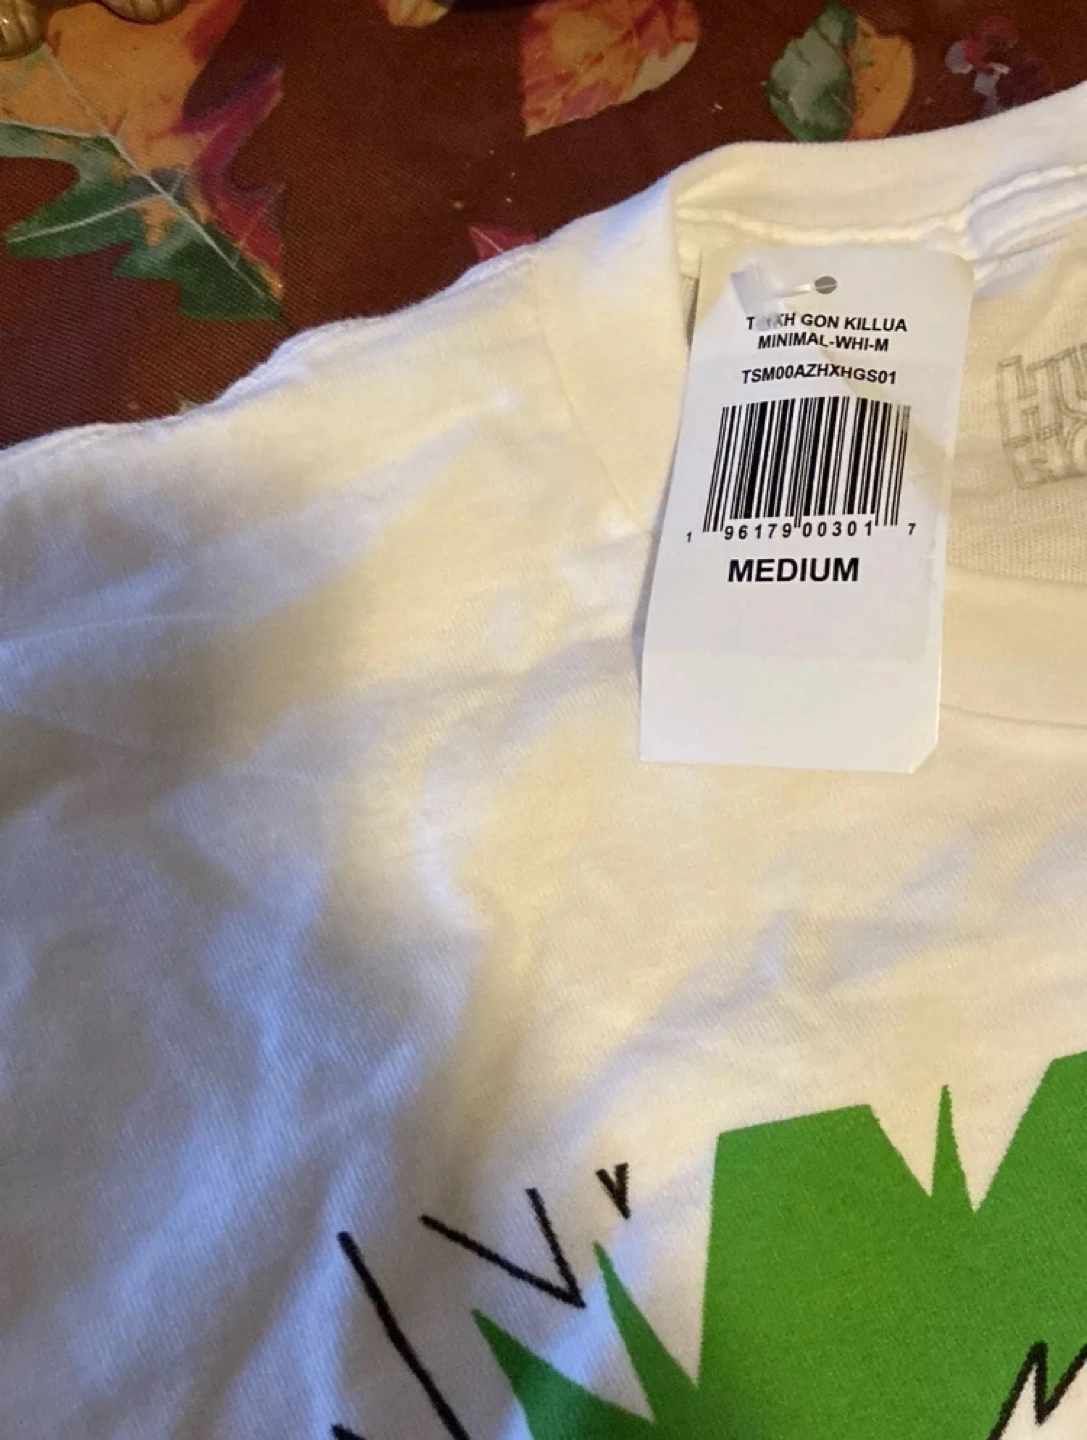 GON KILLUA
MINIMAL-WHI-M
TSM00AZHXHGS01
1 96179 00301 7
MEDIUM